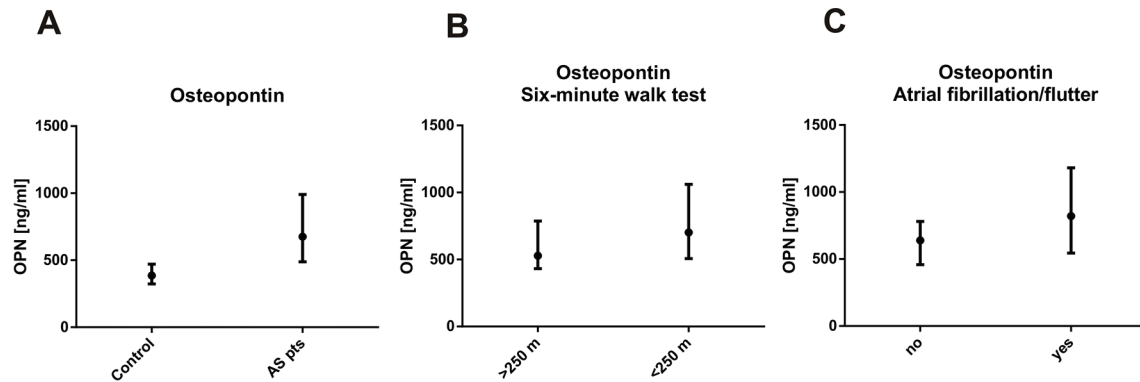 A
Osteopontin
OPN [ng/ml]
1500
1000
500
0
Control
AS pts
B
Osteopontin
Six-minute walk test
OPN [ng/ml]
1500
1000
500
0
>250 m
<250 m
C
Osteopontin
Atrial fibrillation/flutter
OPN [ng/ml]
1500
1000
500
0
no
yes